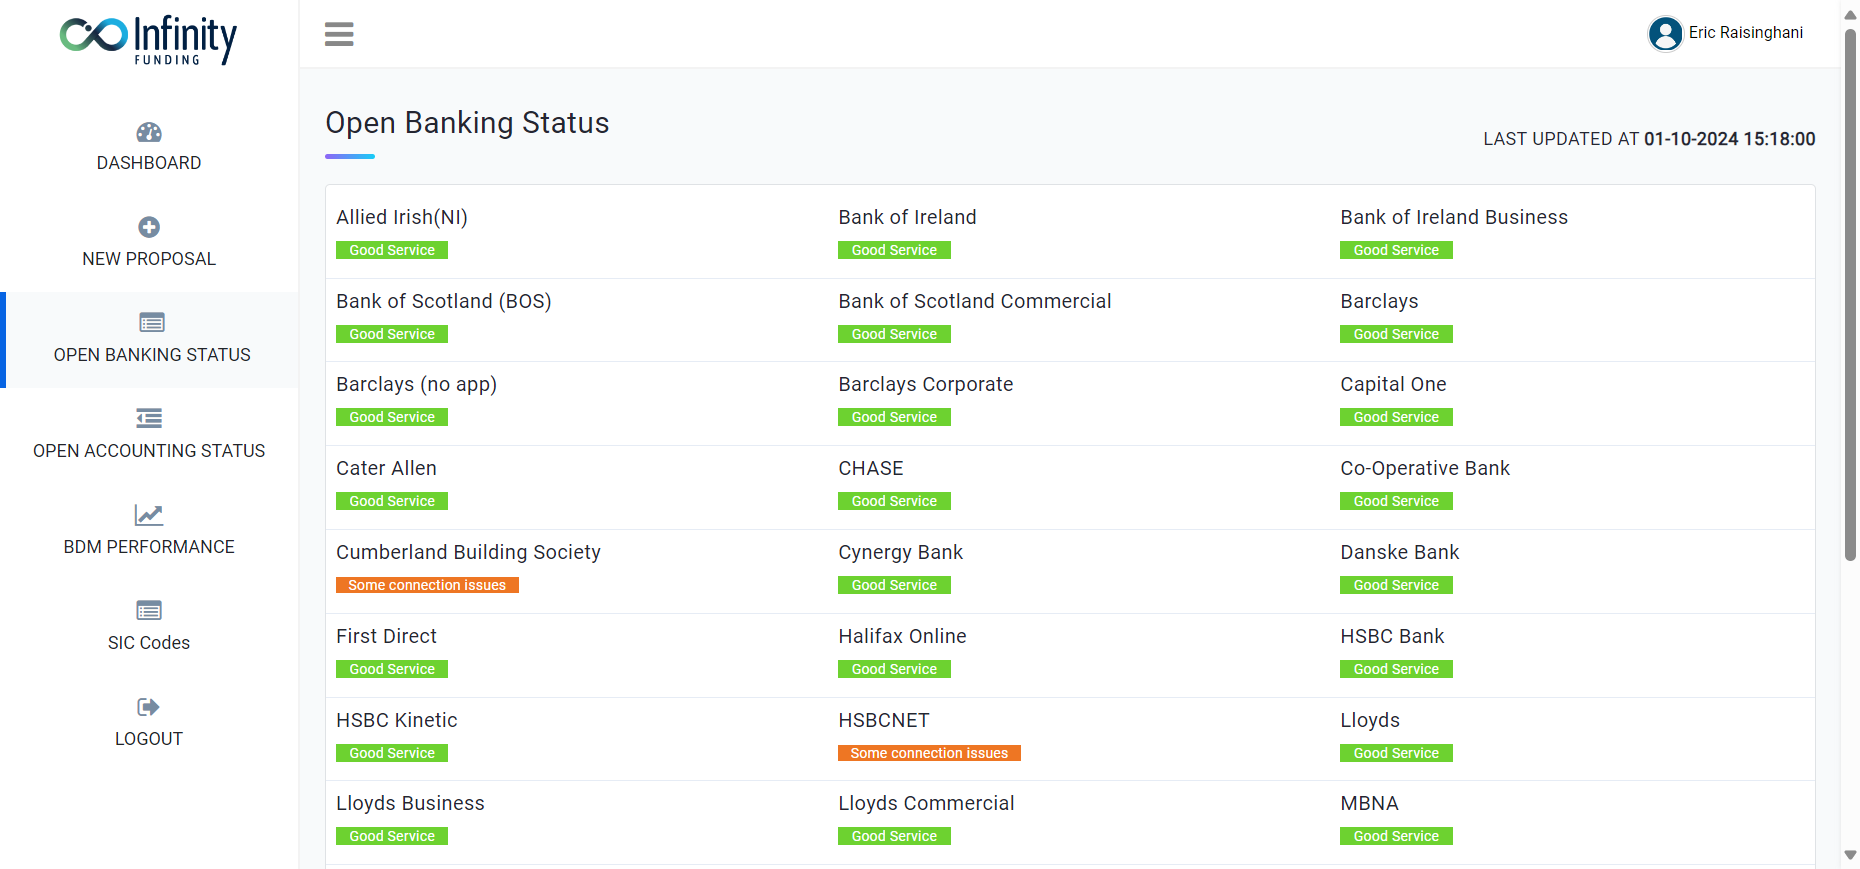 Infinity
FUNDING
Eric Raisinghani
DASHBOARD
NEW PROPOSAL
OPEN BANKING STATUS
OPEN ACCOUNTING STATUS
BDM PERFORMANCE
SIC Codes
LOGOUT
Open Banking Status
LAST UPDATED AT 01-10-2024 15:18:00
Allied Irish(NI)
Good Service
Bank of Ireland
Good Service
Bank of Ireland Business
Good Service
Bank of Scotland (BOS)
Good Service
Bank of Scotland Commercial
Good Service
Barclays
Good Service
Barclays (no app)
Good Service
Barclays Corporate
Good Service
Capital One
Good Service
Cater Allen
Good Service
CHASE
Good Service
Co-Operative Bank
Good Service
Cumberland Building Society
Some connection issues
Cynergy Bank
Good Service
Danske Bank
Good Service
First Direct
Good Service
Halifax Online
Good Service
HSBC Bank
Good Service
HSBC Kinetic
Good Service
HSBCNET
Some connection issues
Lloyds
Good Service
Lloyds Business
Good Service
Lloyds Commercial
Good Service
MBNA
Good Service